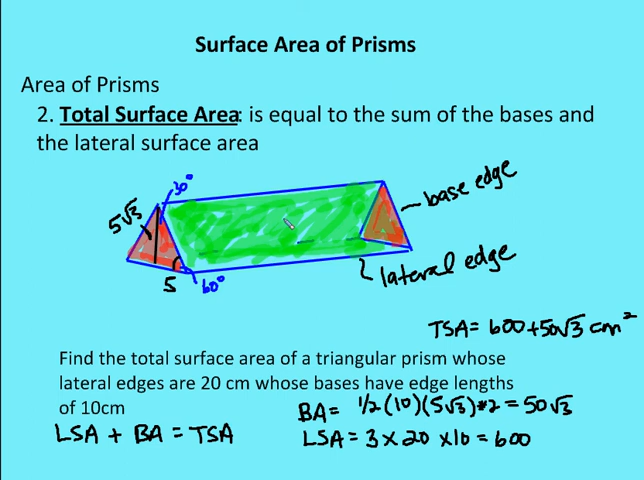 Surface Area of Prisms
Area of Prisms
2. Total Surface Area: is equal to the sum of the bases and
the lateral surface area
30°
5√3
base edge
5
60°
lateral edge
TSA = 600 + 50√3 cm²
Find the total surface area of a triangular prism whose
lateral edges are 20 cm whose bases have edge lengths
of 10cm
BA = 1/2 (10)(5√3)*2 = 50√3
LSA + BA = TSA
LSA = 3 x 20 x 10 = 600